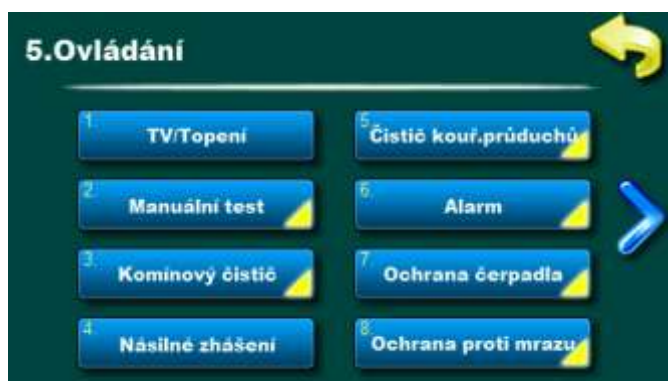 5.Ovládání
1. TV/Topení
2. Manuální test
3. Komínový čistič
4. Násilné zhášení
5. Čistič kouř.průduchů
6. Alarm
7. Ochrana čerpadla
8. Ochrana proti mrazu